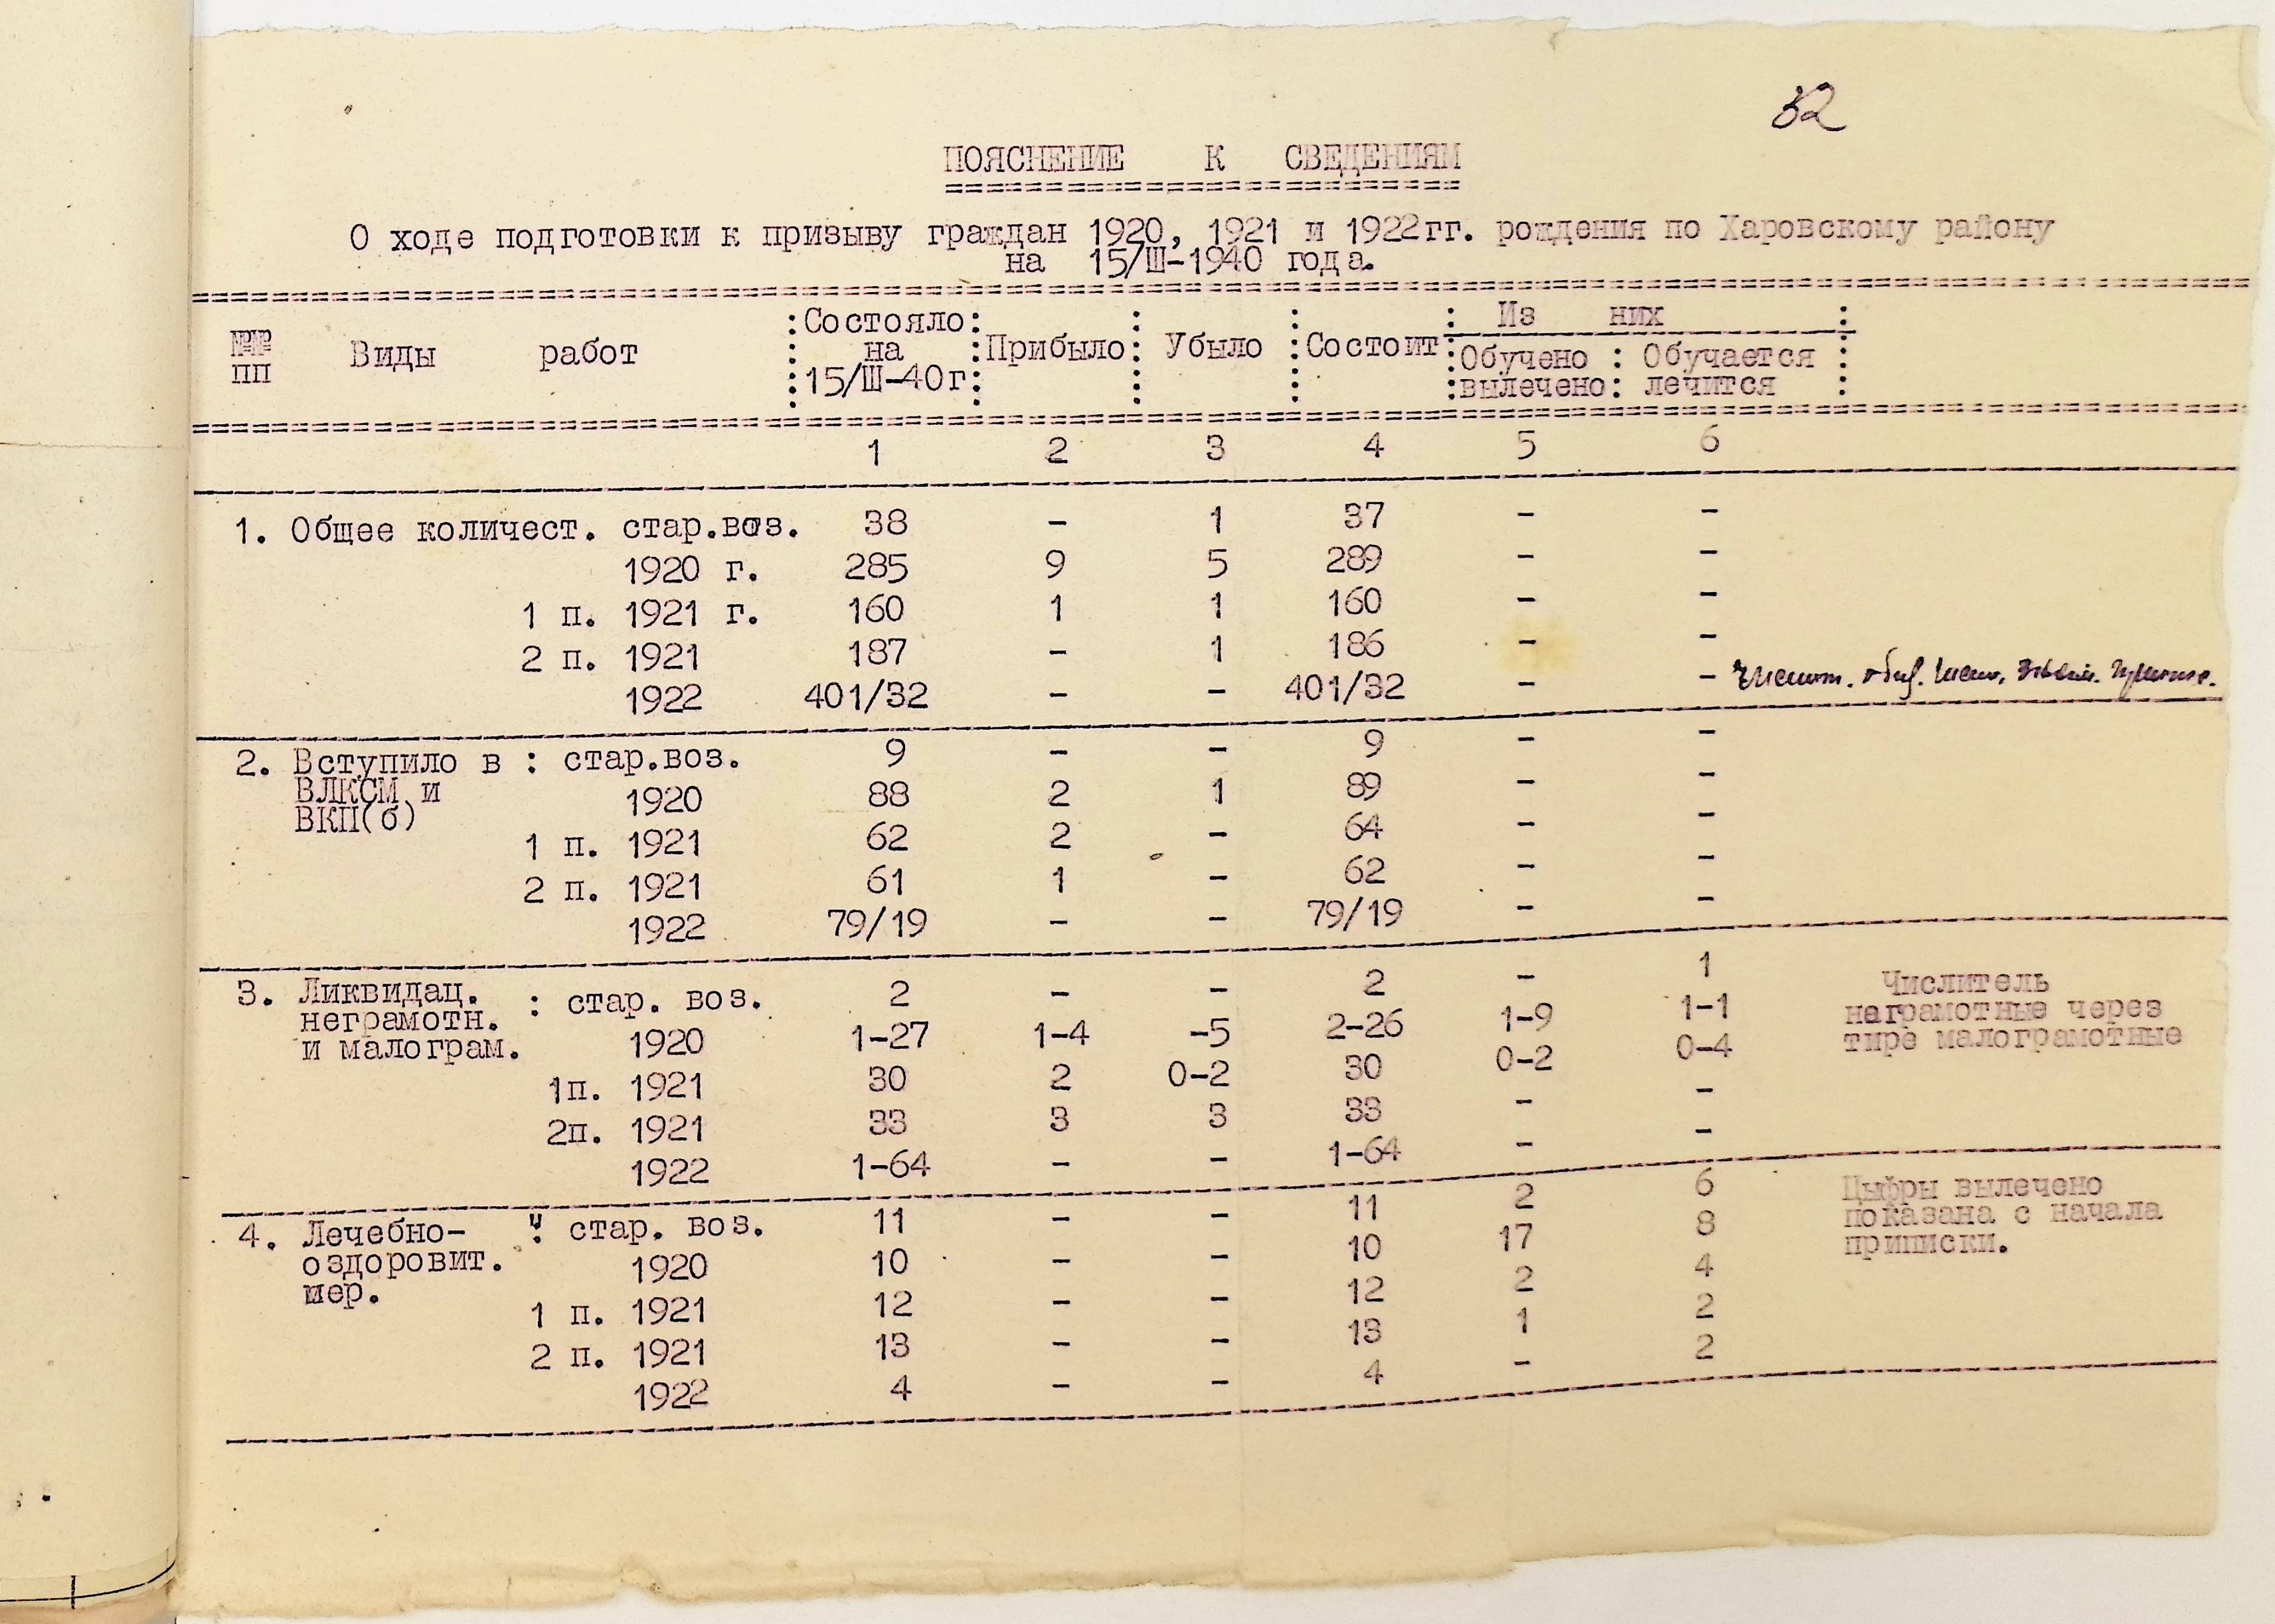 32
ПОЯСНЕНИЕ К СВЕДЕНИЯМ
О ходе подготовки к призыву граждан 1920, 1921 и 1922гг. рождения по Харовскому району
на 15/Ш-1940 года.
№№ пп Виды работ : Состояло на 15/Ш-40г : Прибыло : Убыло : Состоит : Из них : Обучено вылечено : Обучается лечится :
1 2 3 4 5 6
1. Общее количест. стар.воз. 38 - 1 37 - -
1920 г. 285 9 5 289 - -
1 п. 1921 г. 160 1 1 160 - -
2 п. 1921 187 - 1 186 - -
1922 401/32 - - 401/32 - -
2. Вступило в : стар.воз. 9 - - 9 - -
ВЛКСМ и
ВКП(б)
1920 88 2 1 89 - -
1 п. 1921 62 2 - 64 - -
2 п. 1921 61 1 - 62 - -
1922 79/19 - - 79/19 - -
3. Ликвидац. : стар. воз. 2 - - 2 - 1
неграмотн.
и малограм.
1920 1-27 1-4 -5 2-26 1-9 1-1
1п. 1921 30 2 0-2 30 0-2 0-4
2п. 1921 33 3 3 33 - -
1922 1-64 - - 1-64 - -
Числитель
неграмотные через
тире малограмотные
4. Лечебно- : стар. воз. 11 - - 11 2 6
оздоровит.
мер.
1920 10 - - 10 17 8
1 п. 1921 12 - - 12 2 4
2 п. 1921 13 - - 13 1 2
1922 4 - - 4 - 2
Цыфры вылечено
показана с начала
приписки.